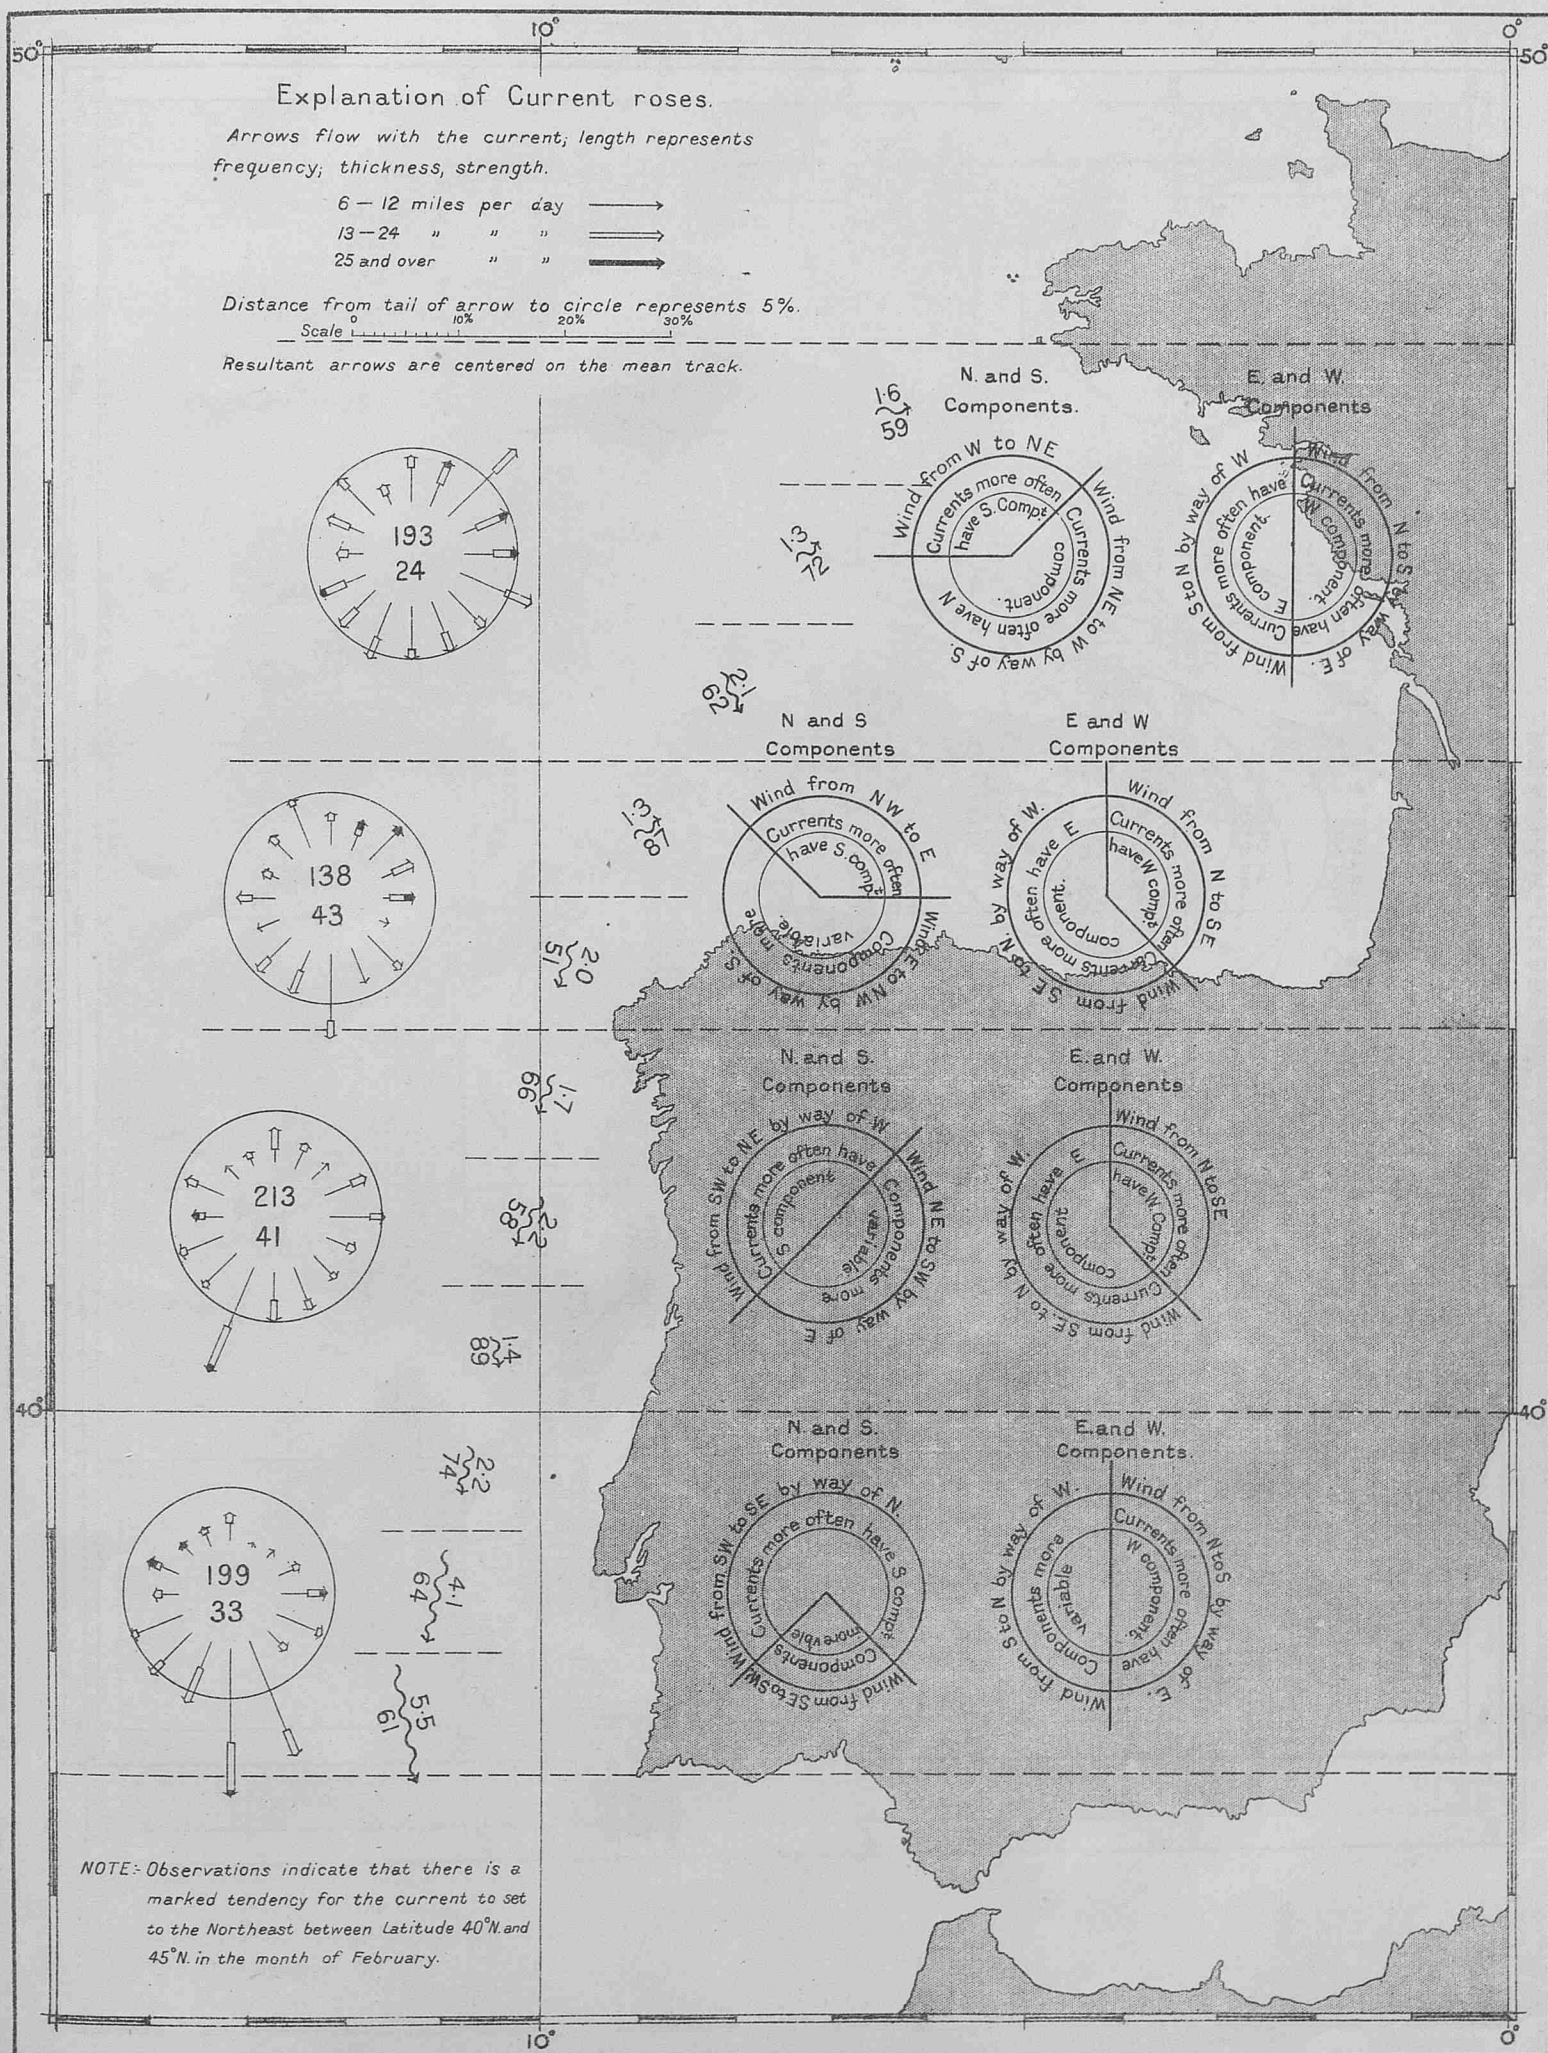 10°
0°
50°
50°
Explanation of Current roses.
Arrows flow with the current; length represents
frequency; thickness, strength.
6 — 12 miles per day
13 — 24 " " "
25 and over " "
Distance from tail of arrow to circle represents 5%.
Scale 0 10% 20% 30%
Resultant arrows are centered on the mean track.
1·6
59
N. and S.
Components.
E. and W.
Components
193
24
1·3
72
Wind from W to NE
Currents more often
have S. Compt
Wind from NE to W by way of S.
Currents more often have N
component.
Wind from S to N by way of W
Currents more often have
E component.
Wind from N to S by way of E.
Currents more often have
W component.
2·1
62
N and S
Components
E and W
Components
138
43
1·3
87
Wind from NW to E
Currents more often
have S. compt
Wind E to NW by way of S.
Components more
variable.
Wind from SE to N. by way of W.
Currents more often have E
component.
Wind from N to SE
Currents more often
have W compt
2·0
51
N. and S.
Components
E. and W.
Components
1·7
66
213
41
2·2
58
Wind from SW to NE by way of W
Currents more often have
S component
Wind NE to SW by way of E
Components more
variable
Wind from SE. to N by way of W.
Currents more often have E
component
Wind from N to SE
Currents more often
have W. Compt
1·4
89
40°
40°
N. and S.
Components
E. and W.
Components.
2·2
74
199
33
4·1
64
Wind from SW to SE by way of N.
Currents more often have S compt
Wind from SE to SW.
Components
more vble
Wind from S to N by way of W.
Components more
variable
Wind from N to S by way of E.
Currents more often have
W component.
5·5
61
NOTE:- Observations indicate that there is a
marked tendency for the current to set
to the Northeast between Latitude 40°N. and
45°N. in the month of February.
10°
0°